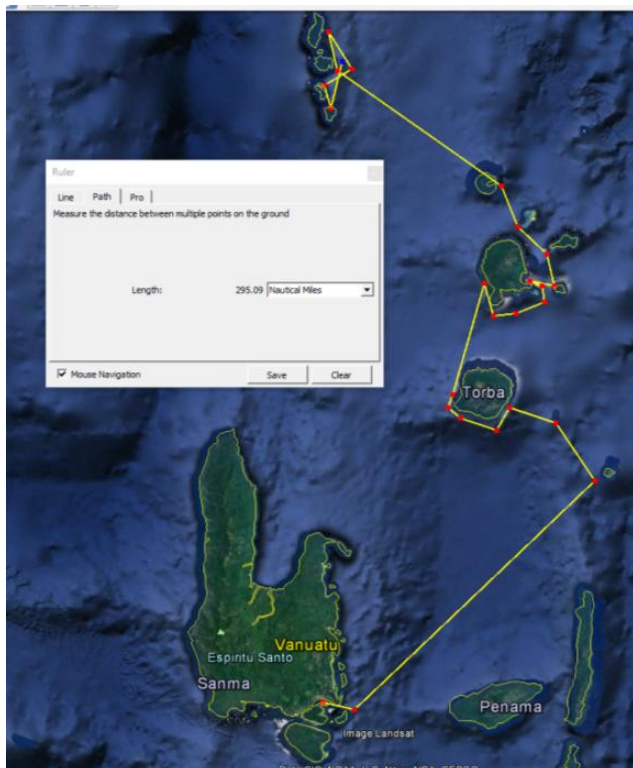 Ruler
Line Path Pro
Measure the distance between multiple points on the ground
Length: 295.09 Nautical Miles
Mouse Navigation Save Clear
Torba
Vanuatu
Espiritu Santo
Sanma
Penama
Image Landsat